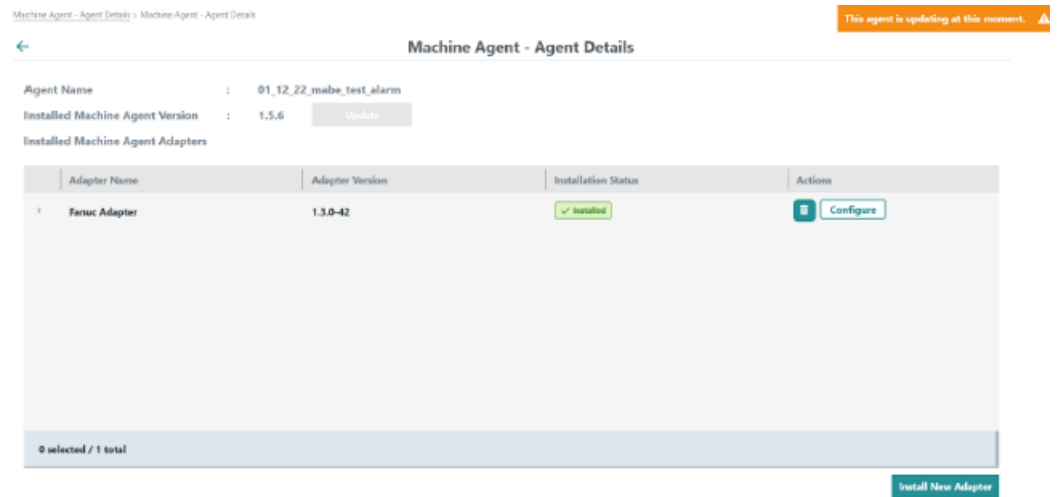 Machine Agent - Agent Details > Machine Agent - Agent Details
This agent is updating at this moment.
Machine Agent - Agent Details
Agent Name : 01_12_22_mabe_test_alarm
Installed Machine Agent Version : 1.5.6 Update
Installed Machine Agent Adapters
Adapter Name Adapter Version Installation Status Actions
Fanuc Adapter 1.3.0-42 Installed Configure
0 selected / 1 total
Install New Adapter